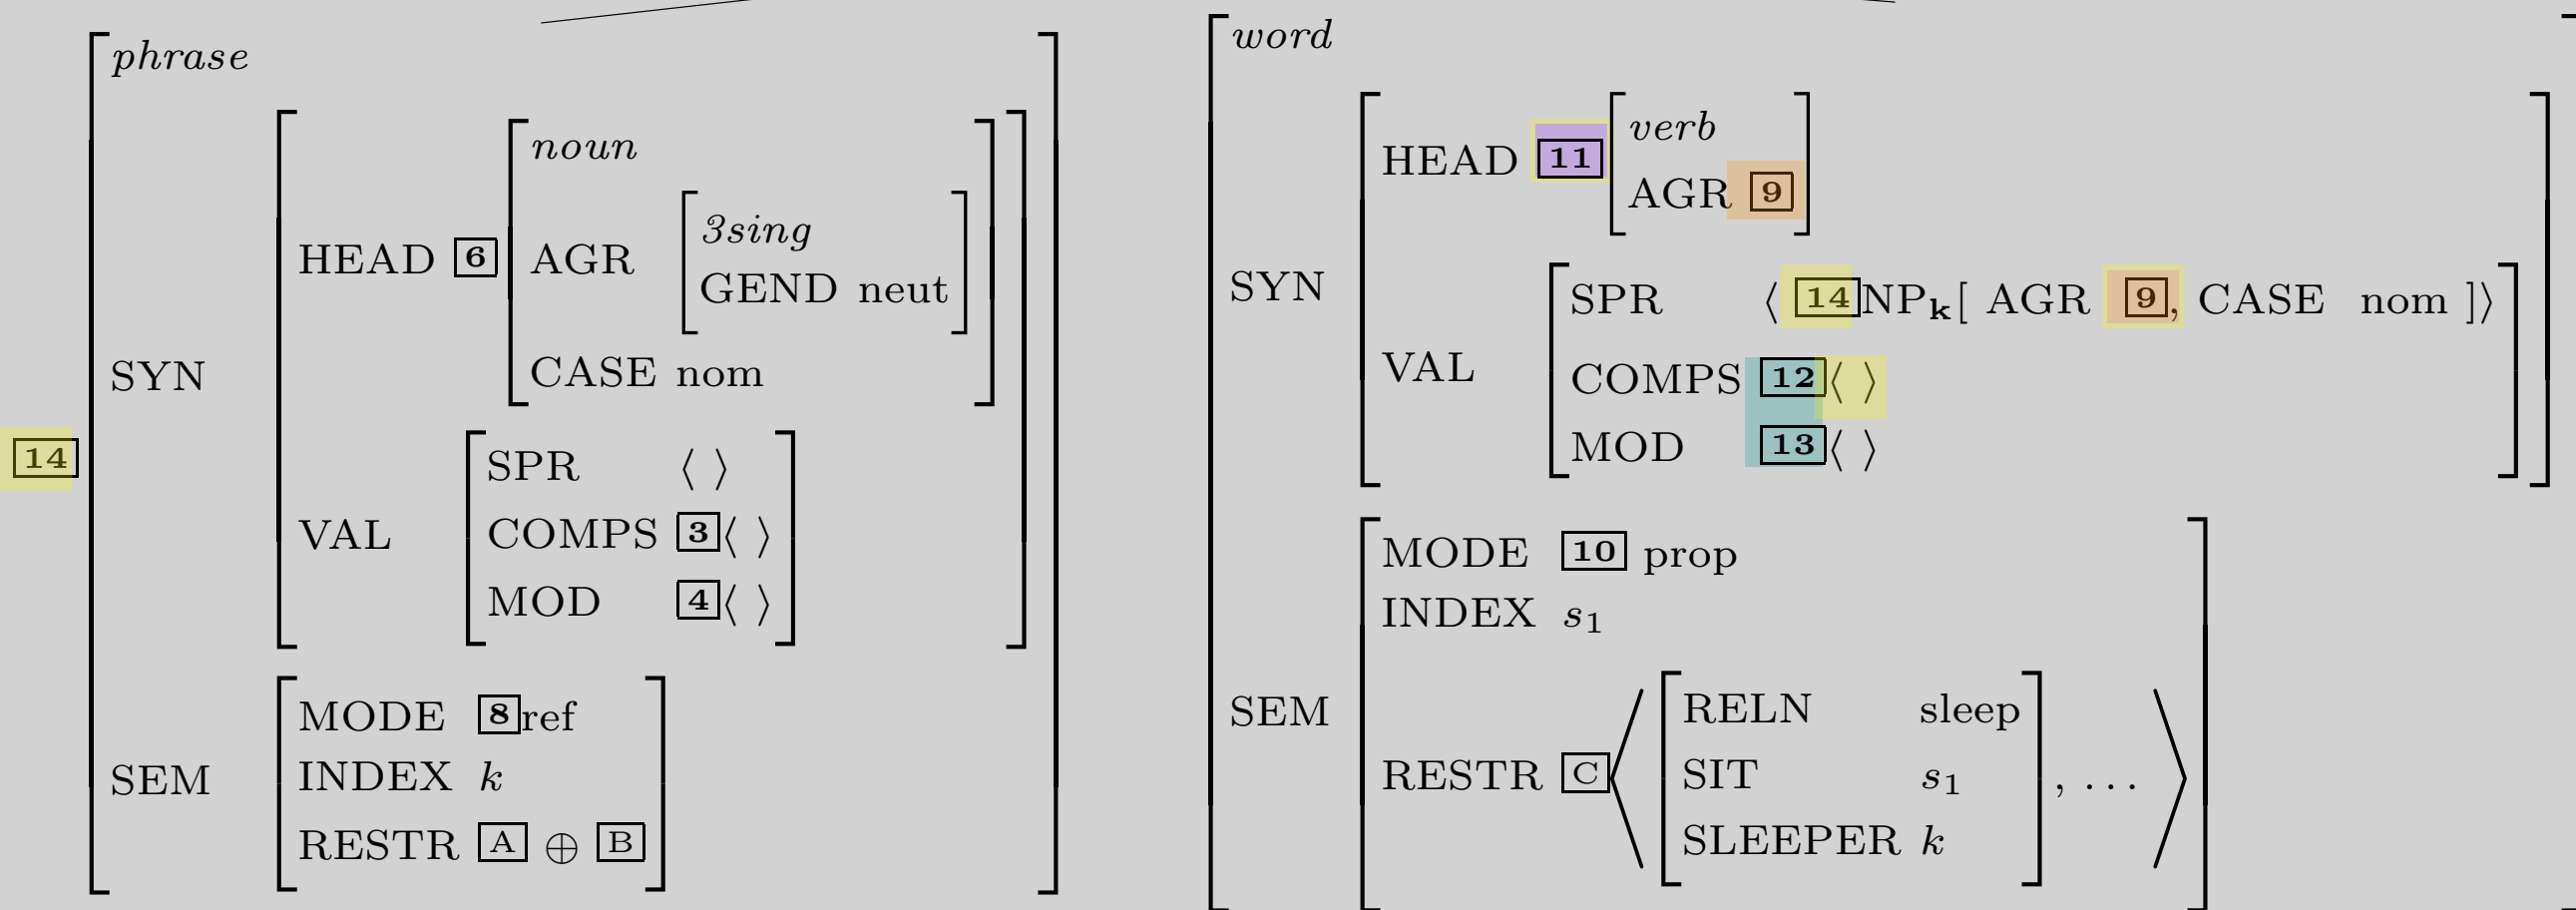 phrase
noun
3sing
AGR
GEND neut
HEAD 6
CASE nom
SYN
14
SPR ⟨ ⟩
COMPS 3 ⟨ ⟩
VAL
MOD 4 ⟨ ⟩
MODE 8 ref
INDEX k
SEM
RESTR A ⊕ B
word
verb
HEAD 11
AGR 9
SYN
SPR ⟨ 14 NPk[ AGR 9, CASE nom ]⟩
VAL
COMPS 12 ⟨ ⟩
MOD 13 ⟨ ⟩
MODE 10 prop
INDEX s1
SEM
RELN sleep
RESTR C ⟨
SIT s1
, ... ⟩
SLEEPER k